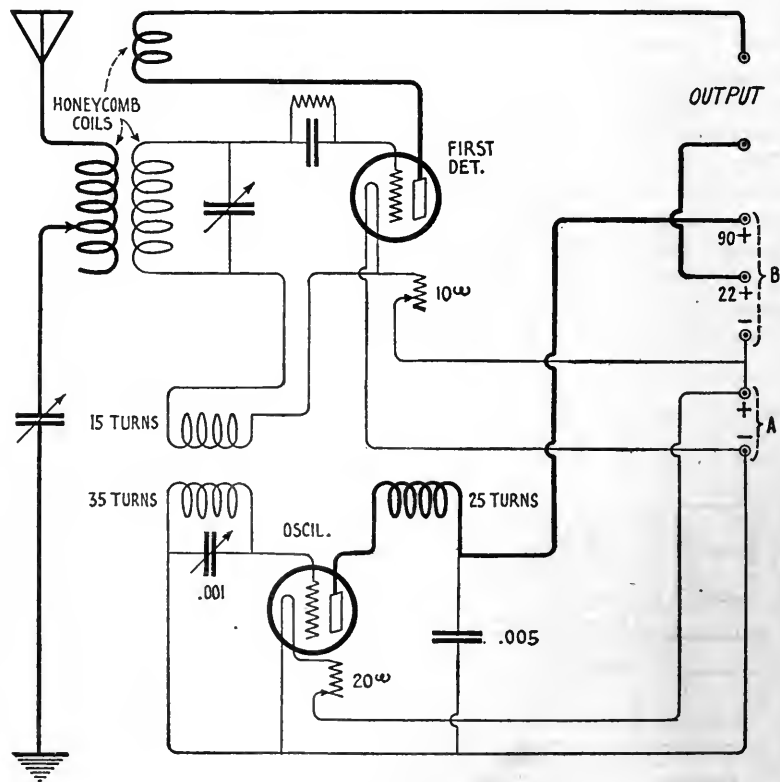 HONEYCOMB
COILS
OUTPUT
FIRST
DET.
90+
10ω
22+
B
−
15 TURNS
+
A
−
35 TURNS
25 TURNS
OSCIL.
.001
.005
20ω